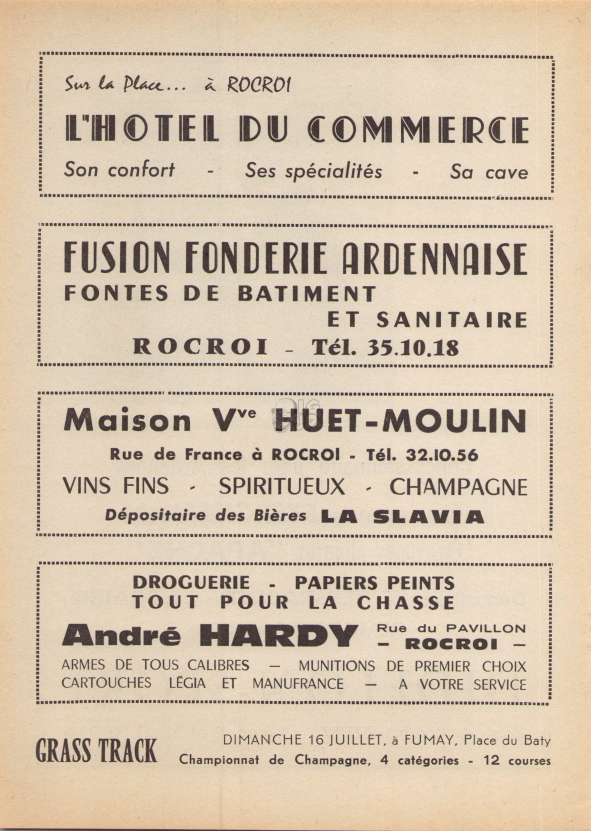 Sur la Place... à ROCROI
L'HOTEL DU COMMERCE
Son confort - Ses spécialités - Sa cave
FUSION FONDERIE ARDENNAISE
FONTES DE BATIMENT
ET SANITAIRE
ROCROI - Tél. 35.10.18
Maison Vve HUET-MOULIN
Rue de France à ROCROI - Tél. 32.10.56
VINS FINS - SPIRITUEUX - CHAMPAGNE
Dépositaire des Bières LA SLAVIA
DROGUERIE - PAPIERS PEINTS
TOUT POUR LA CHASSE
André HARDY Rue du PAVILLON
- ROCROI -
ARMES DE TOUS CALIBRES — MUNITIONS DE PREMIER CHOIX
CARTOUCHES LÉGIA ET MANUFRANCE — A VOTRE SERVICE
GRASS TRACK DIMANCHE 16 JUILLET, à FUMAY, Place du Baty
Championnat de Champagne, 4 catégories - 12 courses